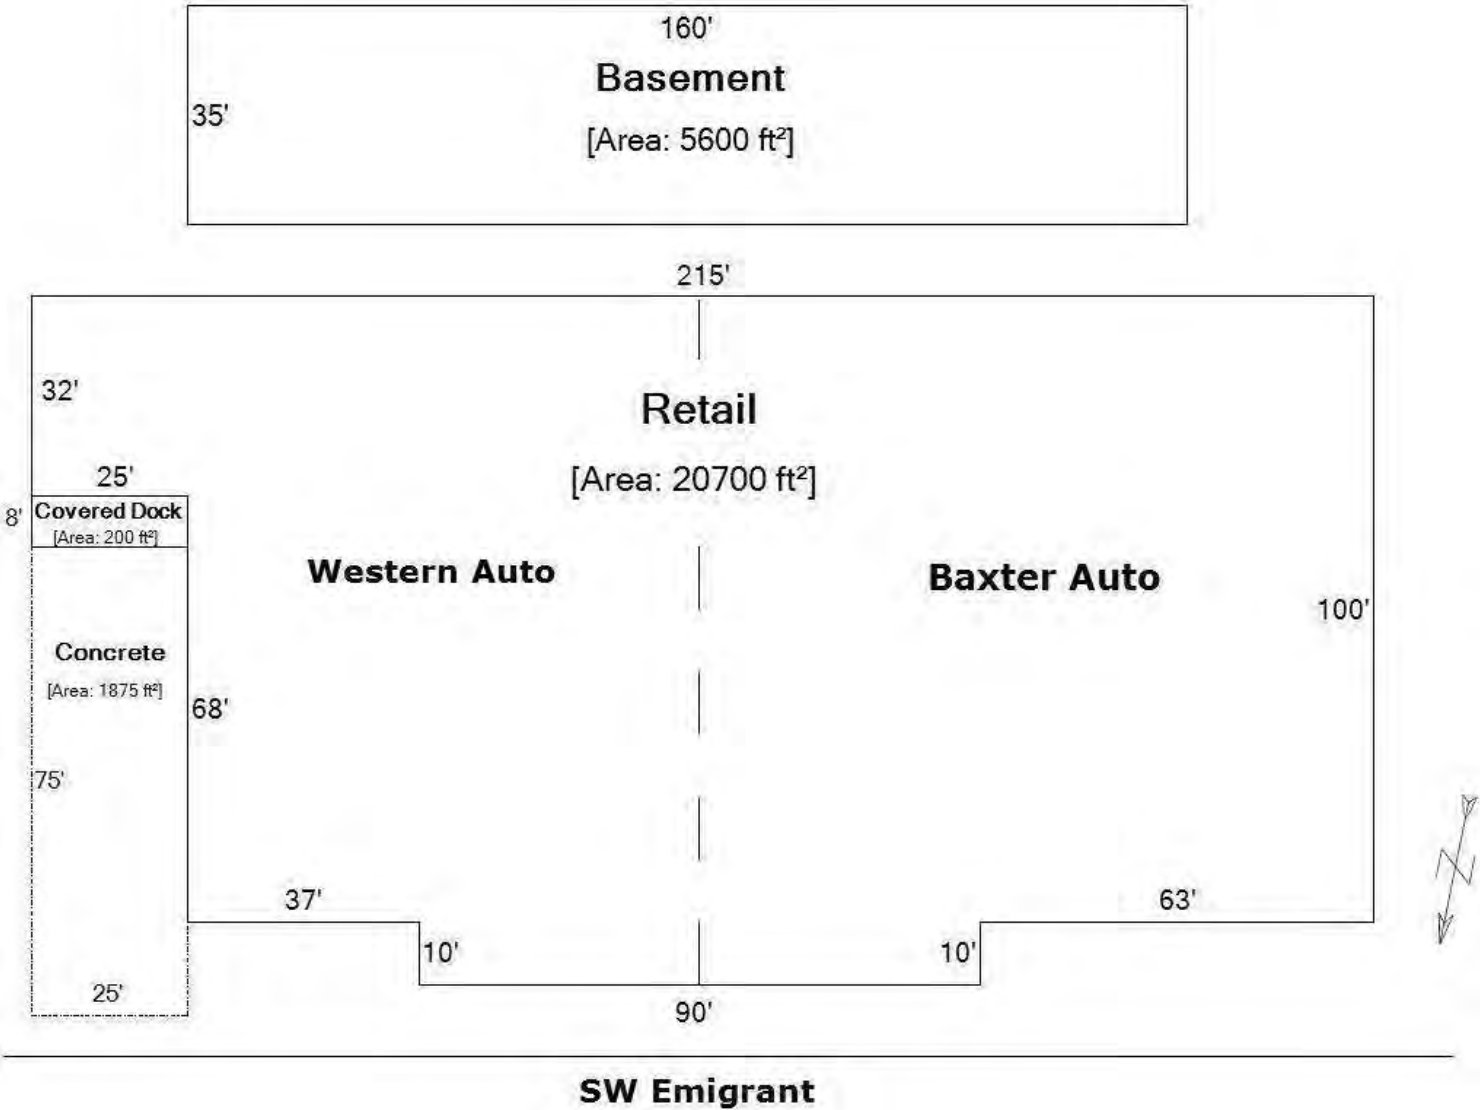 160'
Basement
35'
[Area: 5600 ft²]
215'
32'
Retail
25'
[Area: 20700 ft²]
8'
Covered Dock
[Area: 200 ft²]
Western Auto
Baxter Auto
100'
Concrete
[Area: 1875 ft²]
68'
75'
37'
63'
10'
10'
25'
90'
N
SW Emigrant